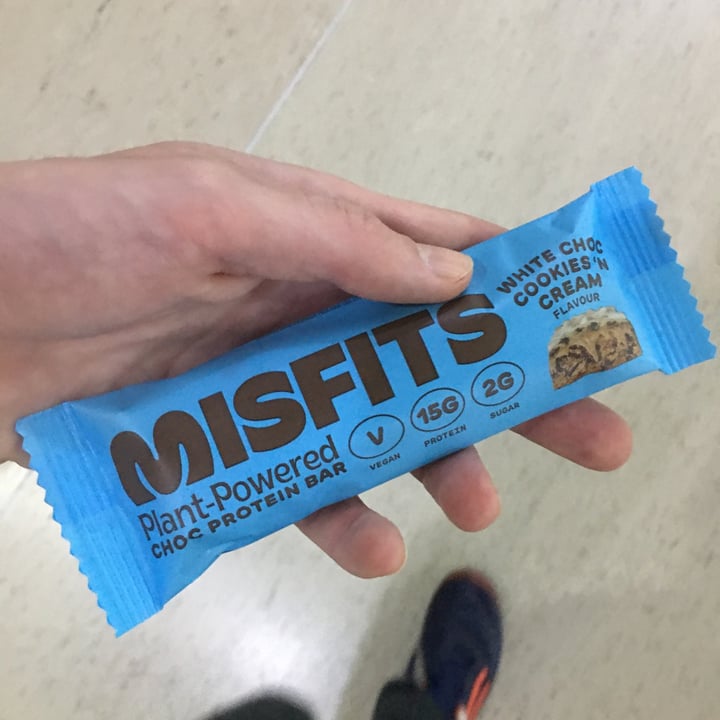 MISFITS
Plant-Powered
CHOC PROTEIN BAR
V
VEGAN
15G
PROTEIN
2G
SUGAR
WHITE CHOC
COOKIES 'N
CREAM
FLAVOUR